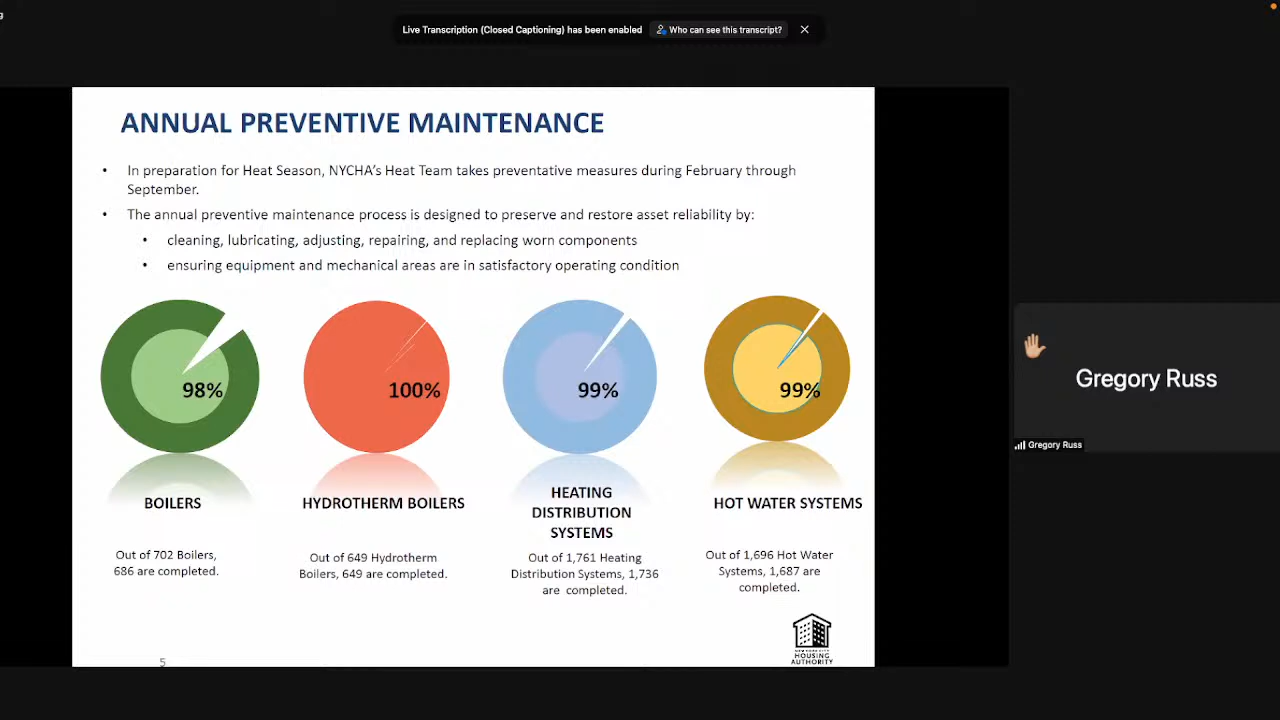 Live Transcription (Closed Captioning) has been enabled
Who can see this transcript?
ANNUAL PREVENTIVE MAINTENANCE
• In preparation for Heat Season, NYCHA's Heat Team takes preventative measures during February through
September.
• The annual preventive maintenance process is designed to preserve and restore asset reliability by:
• cleaning, lubricating, adjusting, repairing, and replacing worn components
• ensuring equipment and mechanical areas are in satisfactory operating condition
98%
100%
99%
99%
BOILERS
HYDROTHERM BOILERS
HEATING
DISTRIBUTION
SYSTEMS
HOT WATER SYSTEMS
Out of 702 Boilers,
686 are completed.
Out of 649 Hydrotherm
Boilers, 649 are completed.
Out of 1,761 Heating
Distribution Systems, 1,736
are completed.
Out of 1,696 Hot Water
Systems, 1,687 are
completed.
NEW YORK CITY
HOUSING
AUTHORITY
5
Gregory Russ
Gregory Russ